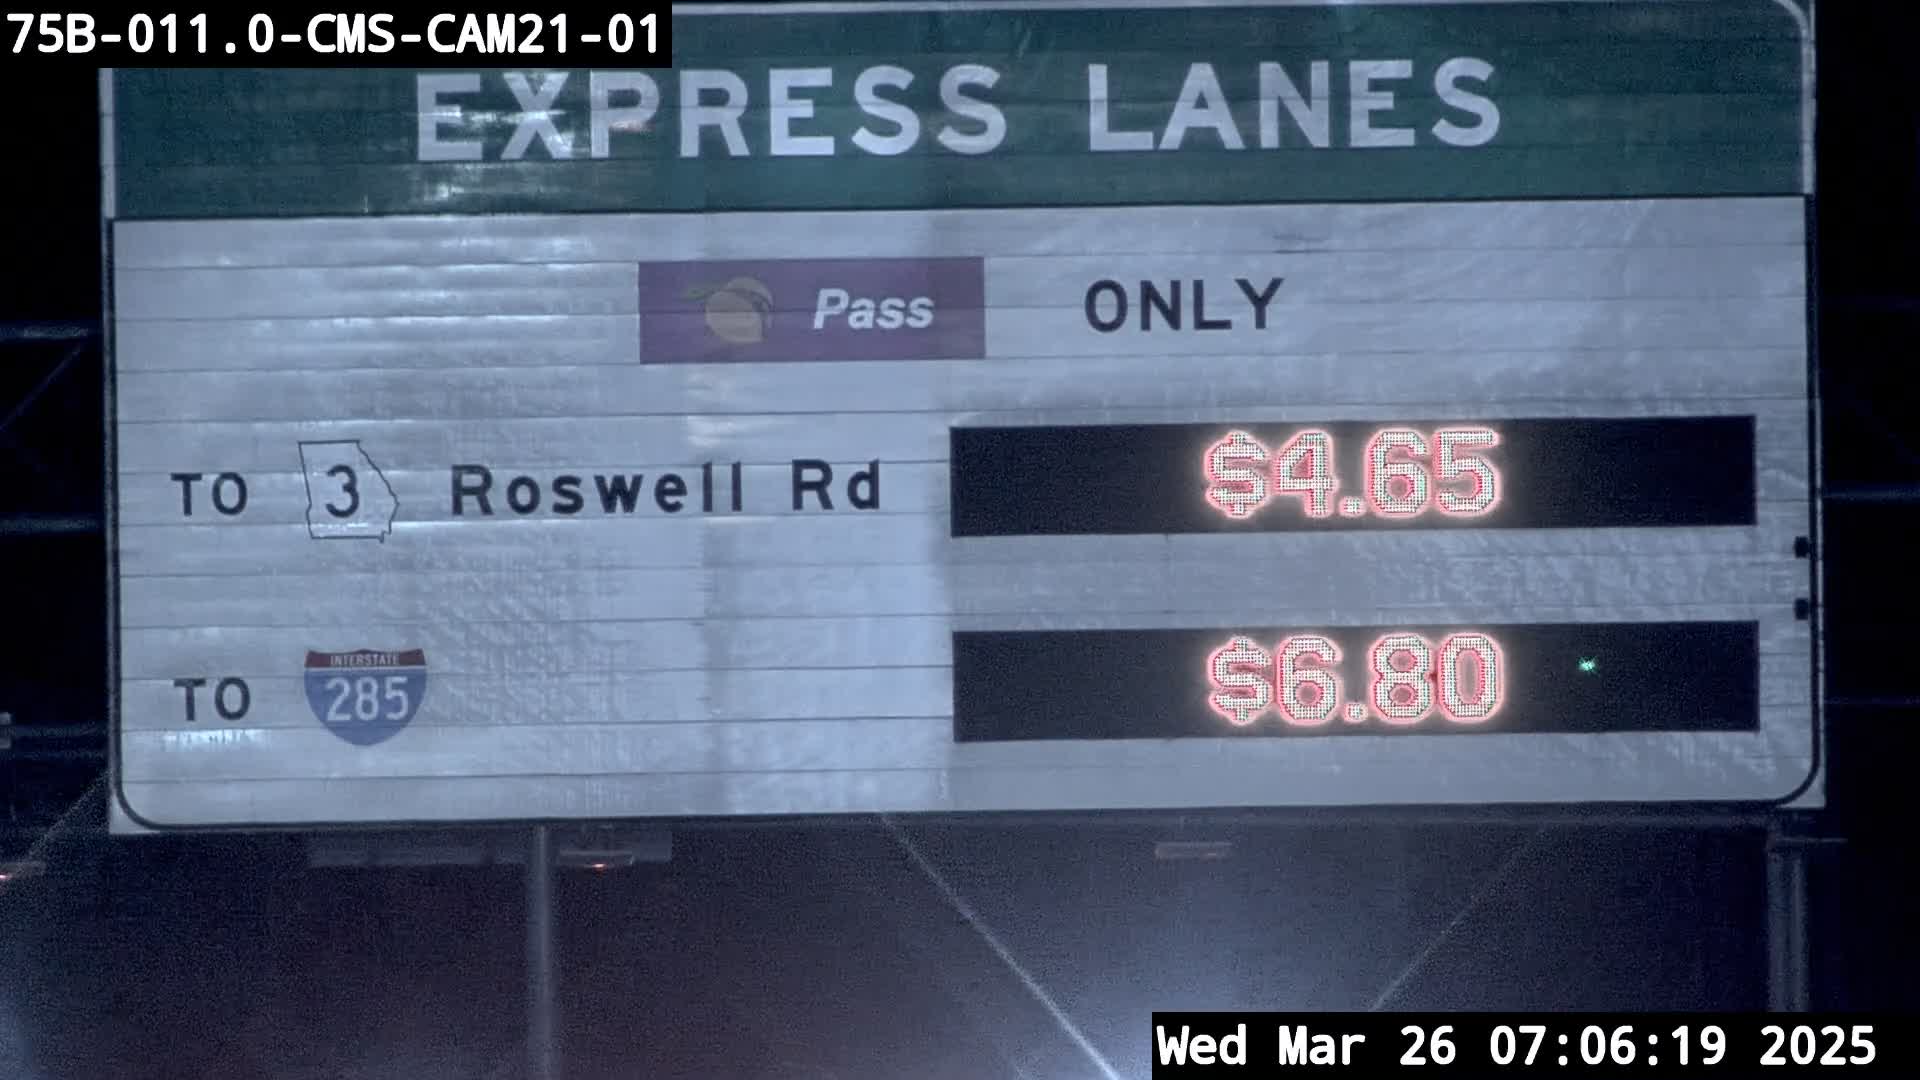 75B-011.0-CMS-CAM21-01
EXPRESS LANES
Pass ONLY
TO 3 Roswell Rd $4.65
TO INTERSTATE 285 $6.80
Wed Mar 26 07:06:19 2025